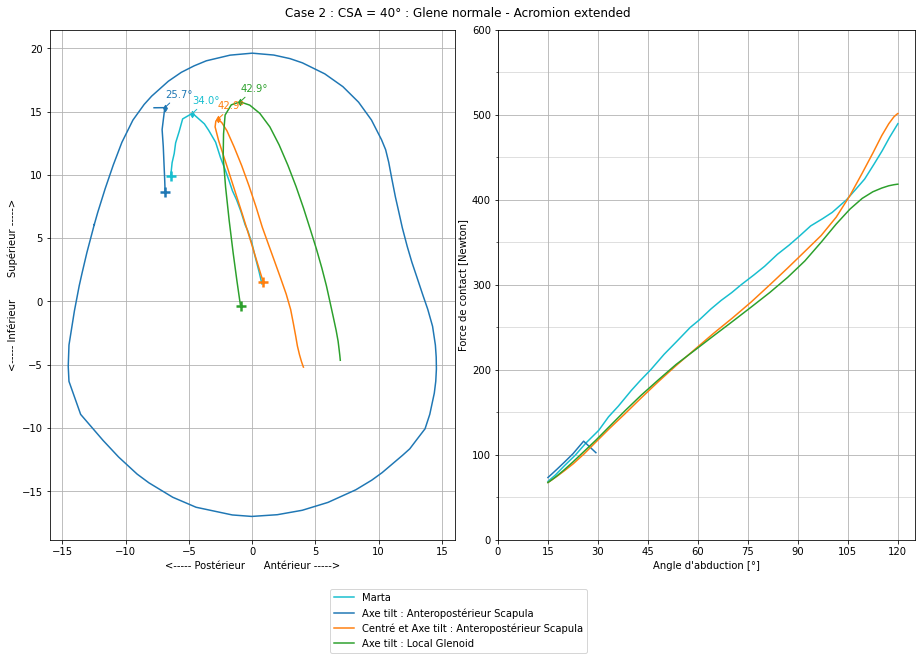 Case 2 : CSA = 40° : Glene normale - Acromion extended
<----- Inférieur      Supérieur ----->
20
15
10
5
0
−5
−10
−15
25.7°
34.0°
42.9°
42.9°
−15 −10 −5 0 5 10 15
<----- Postérieur      Antérieur ----->
Force de contact [Newton]
600
500
400
300
200
100
0
0 15 30 45 60 75 90 105 120
Angle d'abduction [°]
Marta
Axe tilt : Anteropostérieur Scapula
Centré et Axe tilt : Anteropostérieur Scapula
Axe tilt : Local Glenoid